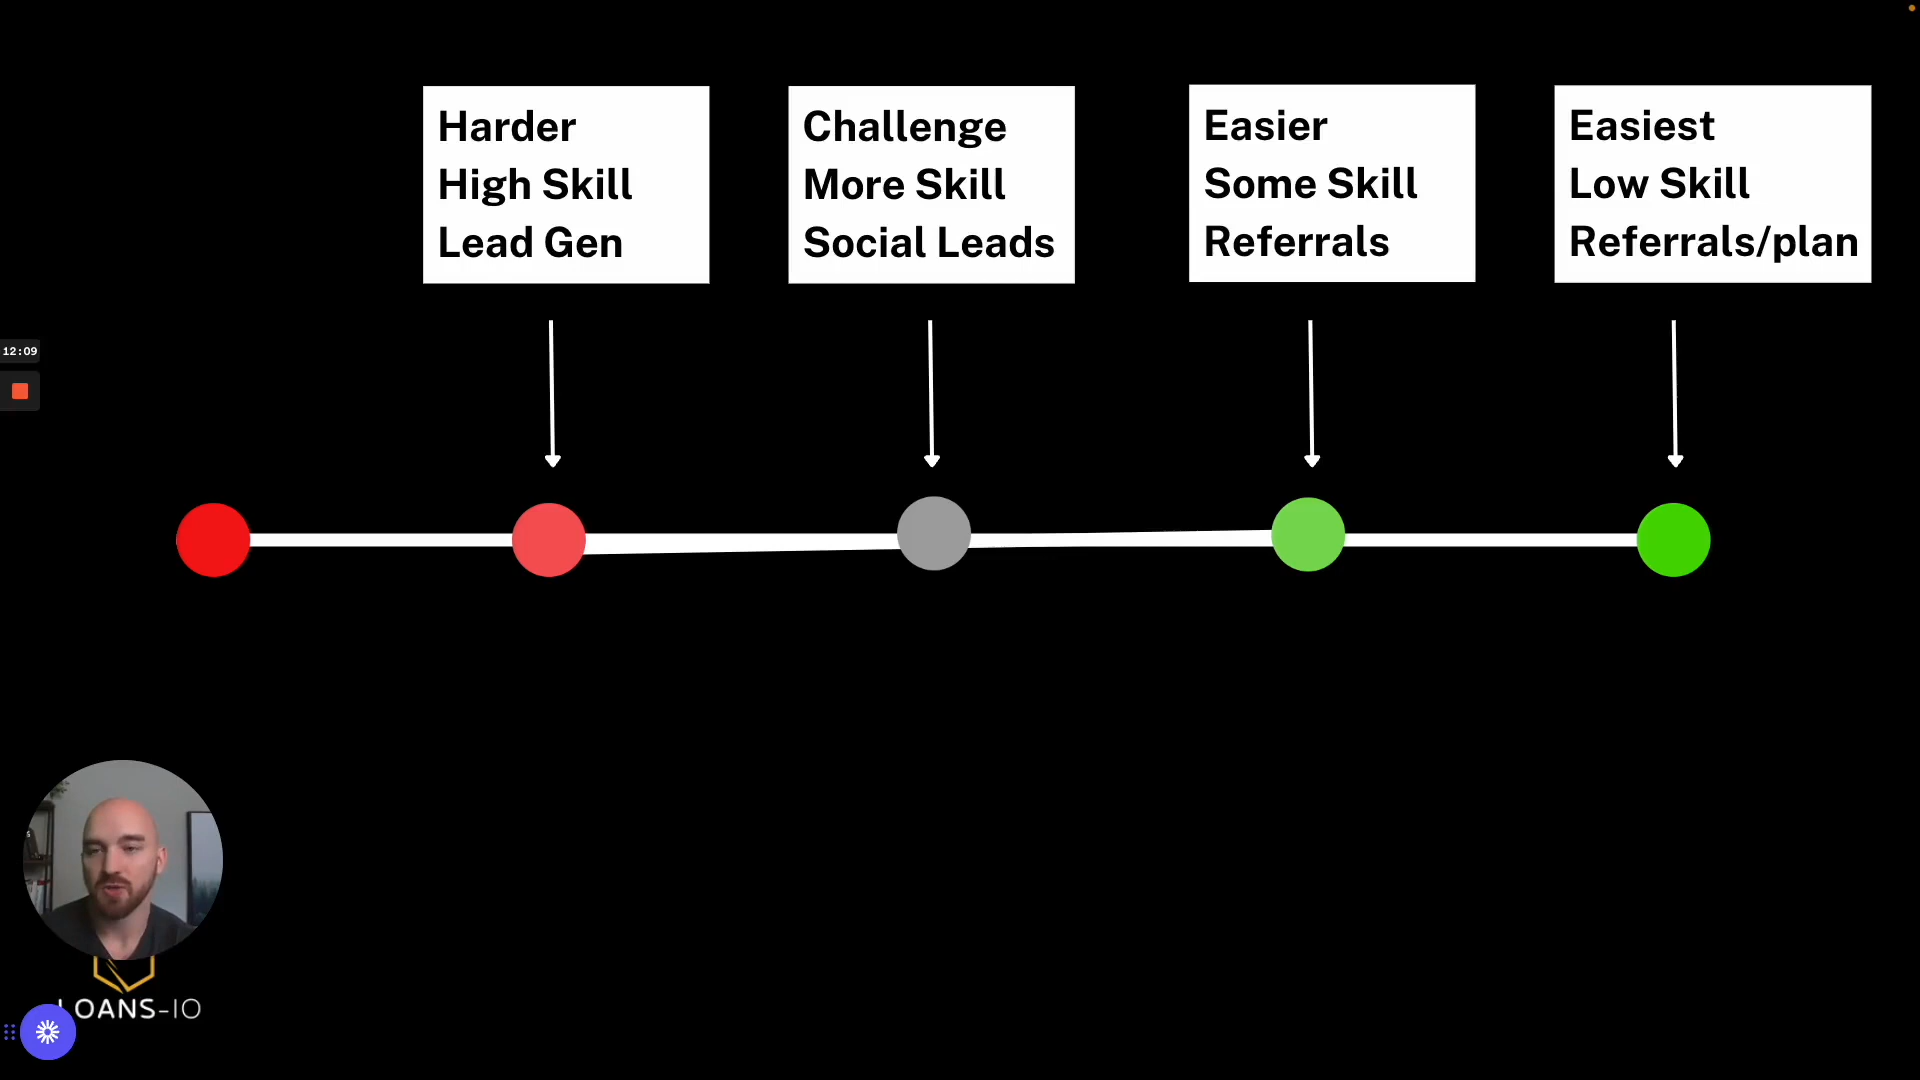 Harder
High Skill
Lead Gen
Challenge
More Skill
Social Leads
Easier
Some Skill
Referrals
Easiest
Low Skill
Referrals/plan
12:09
LOANS-IO